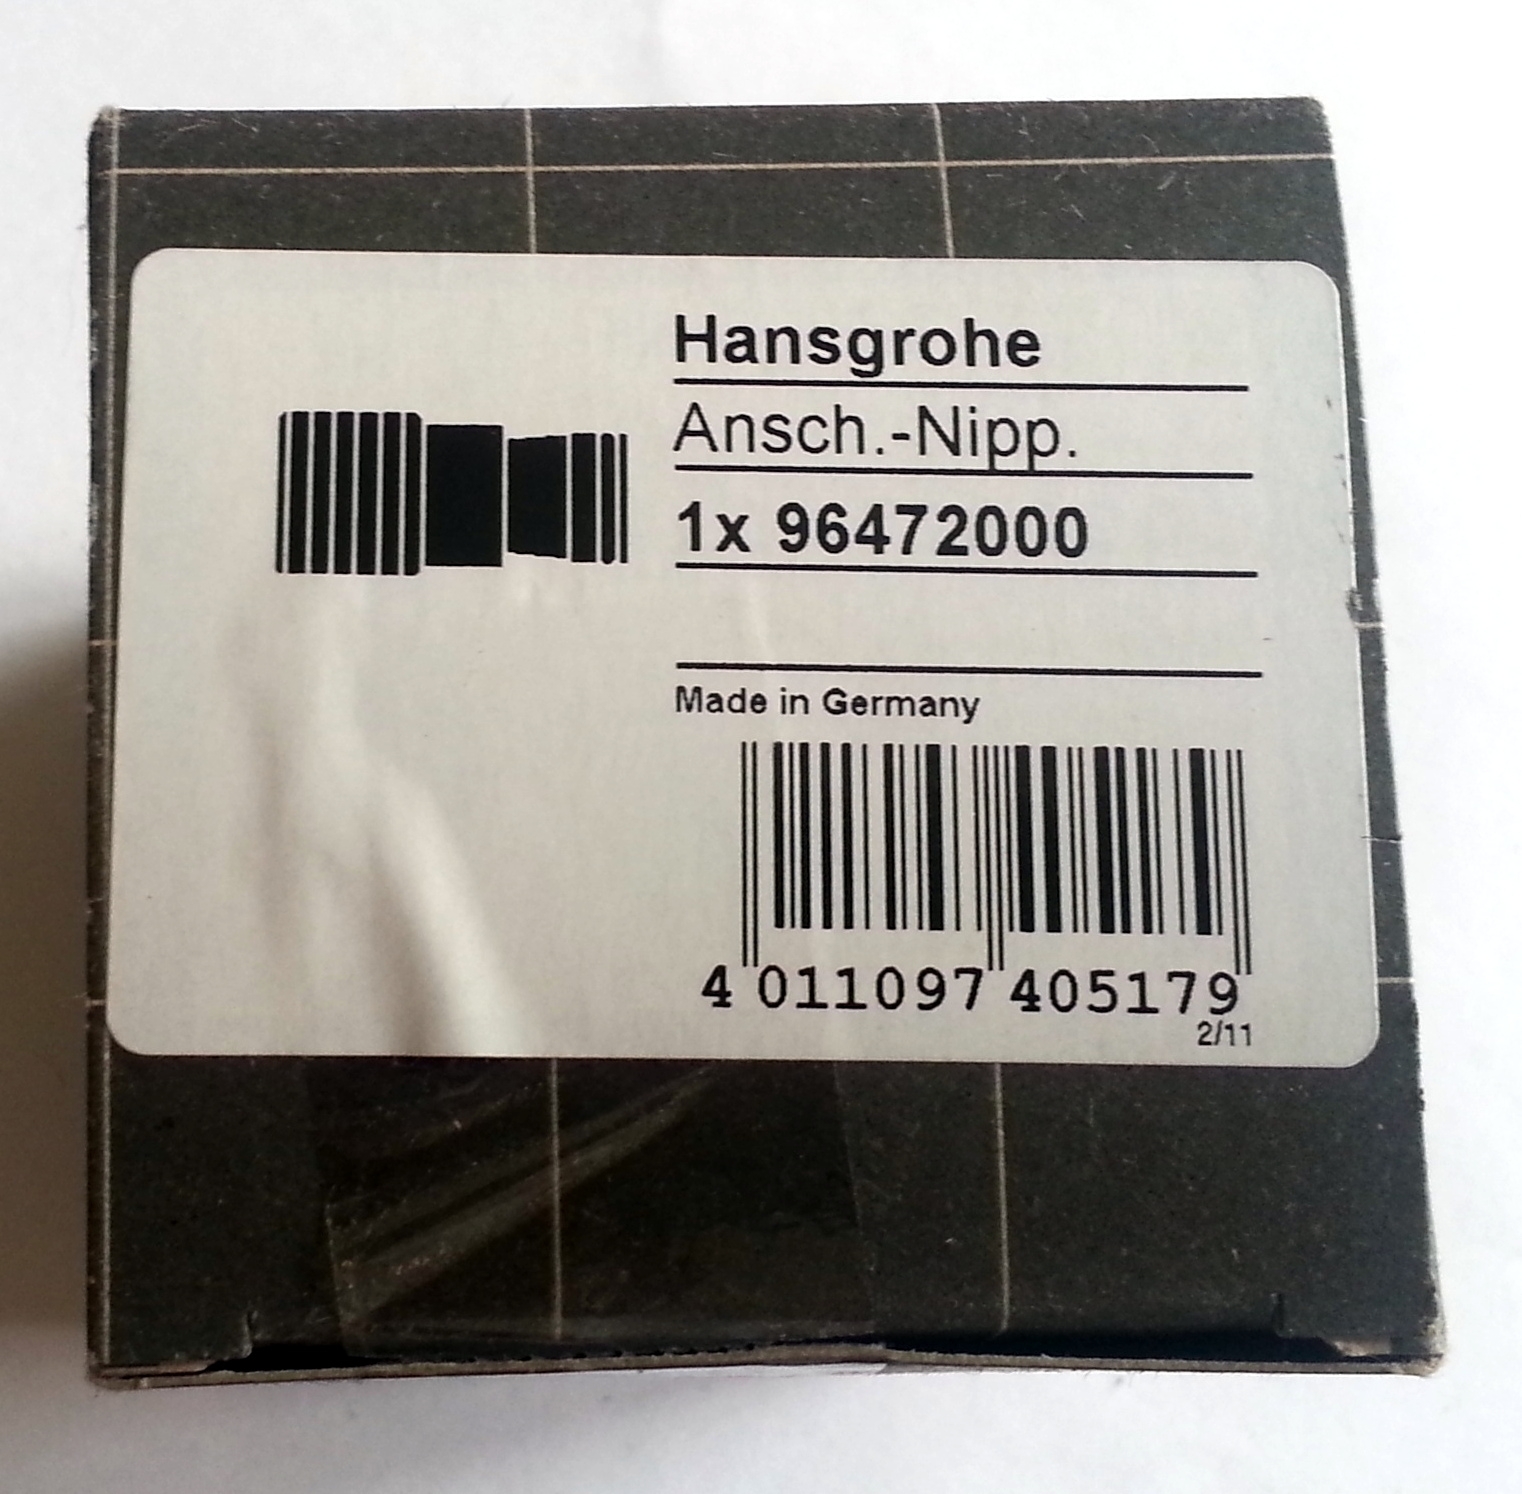 Hansgrohe
Ansch.-Nipp.
1x 96472000
Made in Germany
4 011097 405179
2/11